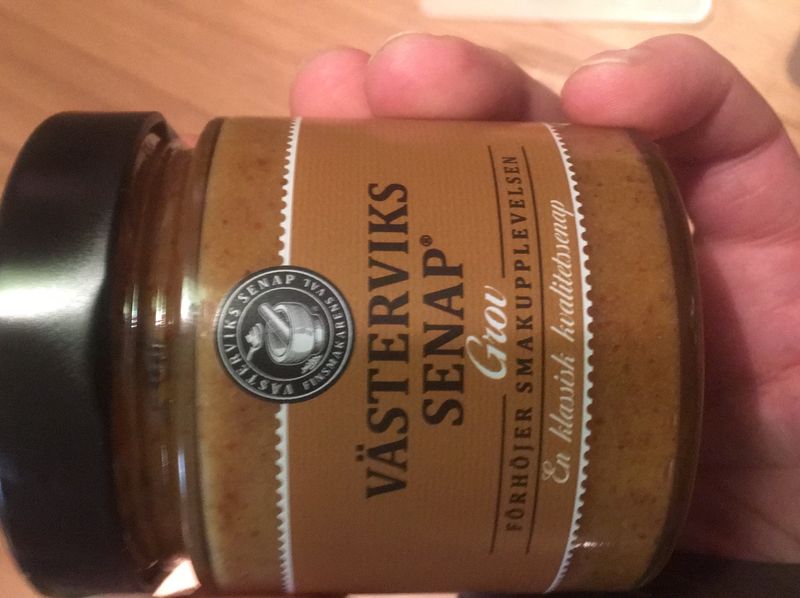 VÄSTERVIKS SENAP
FINSMAKARENS VAL
VÄSTERVIKS
SENAP®
Grov
FÖRHÖJER SMAKUPPLEVELSEN
En klassisk kvalitetssenap